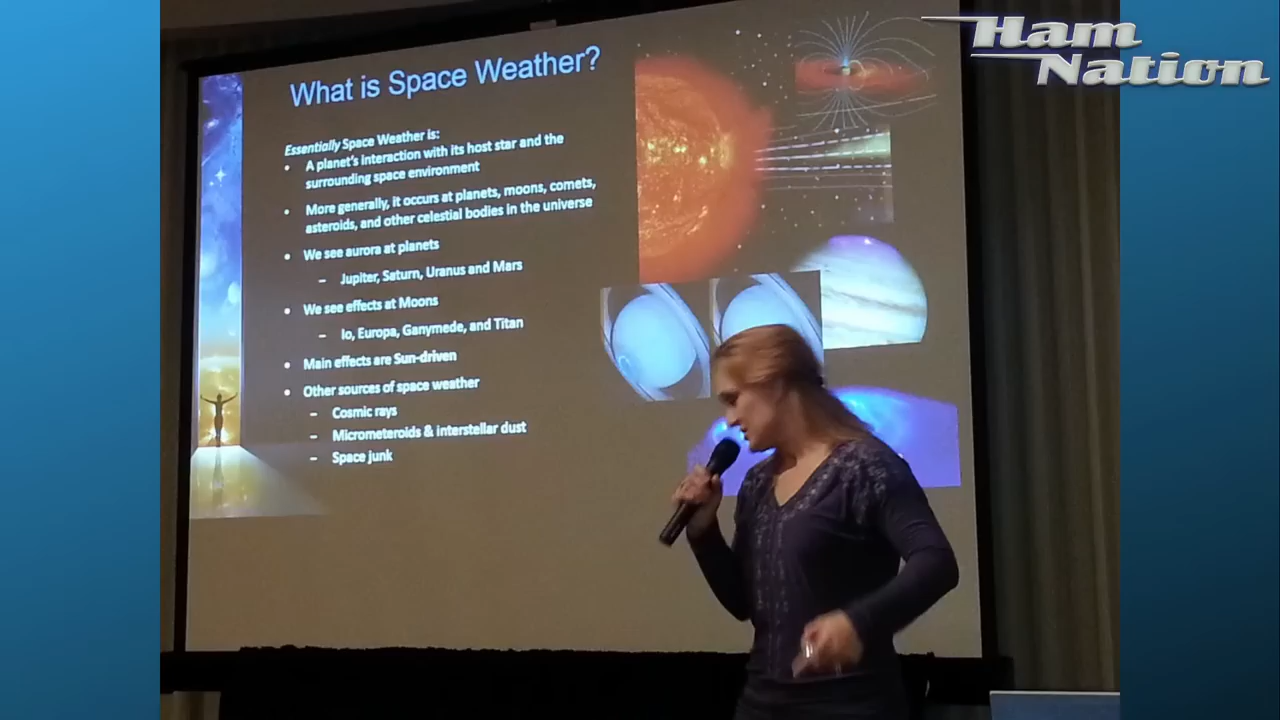 Ham
Nation
What is Space Weather?
Essentially Space Weather is:
• A planet's interaction with its host star and the
surrounding space environment
• More generally, it occurs at planets, moons, comets,
asteroids, and other celestial bodies in the universe
• We see aurora at planets
– Jupiter, Saturn, Uranus and Mars
• We see effects at Moons
– Io, Europa, Ganymede, and Titan
• Main effects are Sun-driven
• Other sources of space weather
– Cosmic rays
– Micrometeroids & interstellar dust
– Space junk